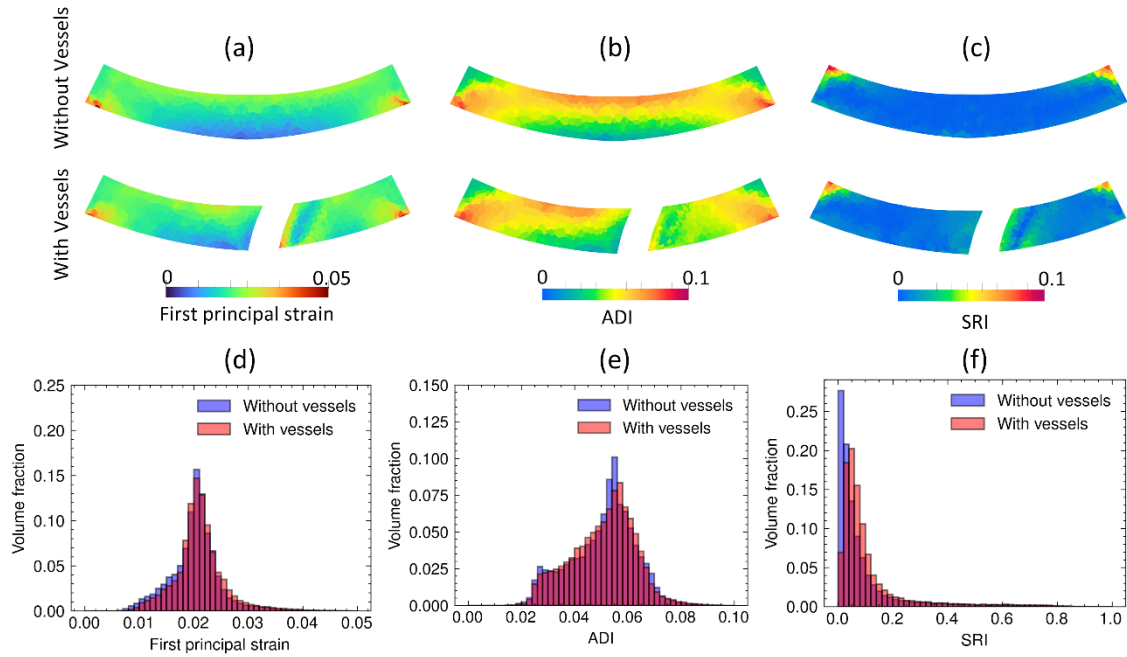 (a)
(b)
(c)
Without Vessels
With Vessels
0
0.05
First principal strain
0
0.1
ADI
0
0.1
SRI
(d)
(e)
(f)
0.25
0.20
0.15
0.10
0.05
0.00
Volume fraction
Without vessels
With vessels
0.00 0.01 0.02 0.03 0.04 0.05
First principal strain
0.150
0.125
0.100
0.075
0.050
0.025
0.000
Volume fraction
Without vessels
With vessels
0.00 0.02 0.04 0.06 0.08 0.10
ADI
0.25
0.20
0.15
0.10
0.05
0.00
Volume fraction
Without vessels
With vessels
0.0 0.2 0.4 0.6 0.8 1.0
SRI